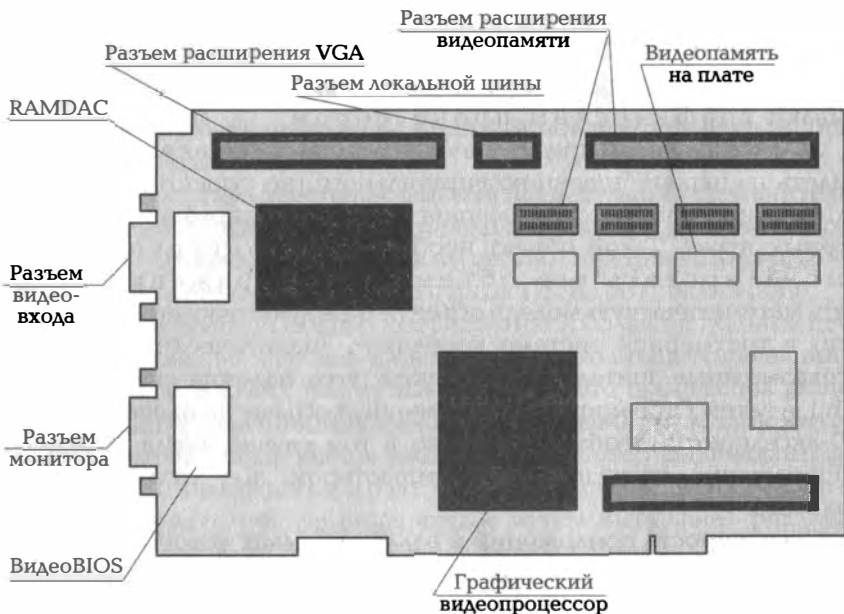 Разъем расширения
видеопамяти
Разъем расширения VGA
Видеопамять
на плате
Разъем локальной шины
RAMDAC
Разъем
видео-
входа
Разъем
монитора
ВидеоBIOS
Графический
видеопроцессор